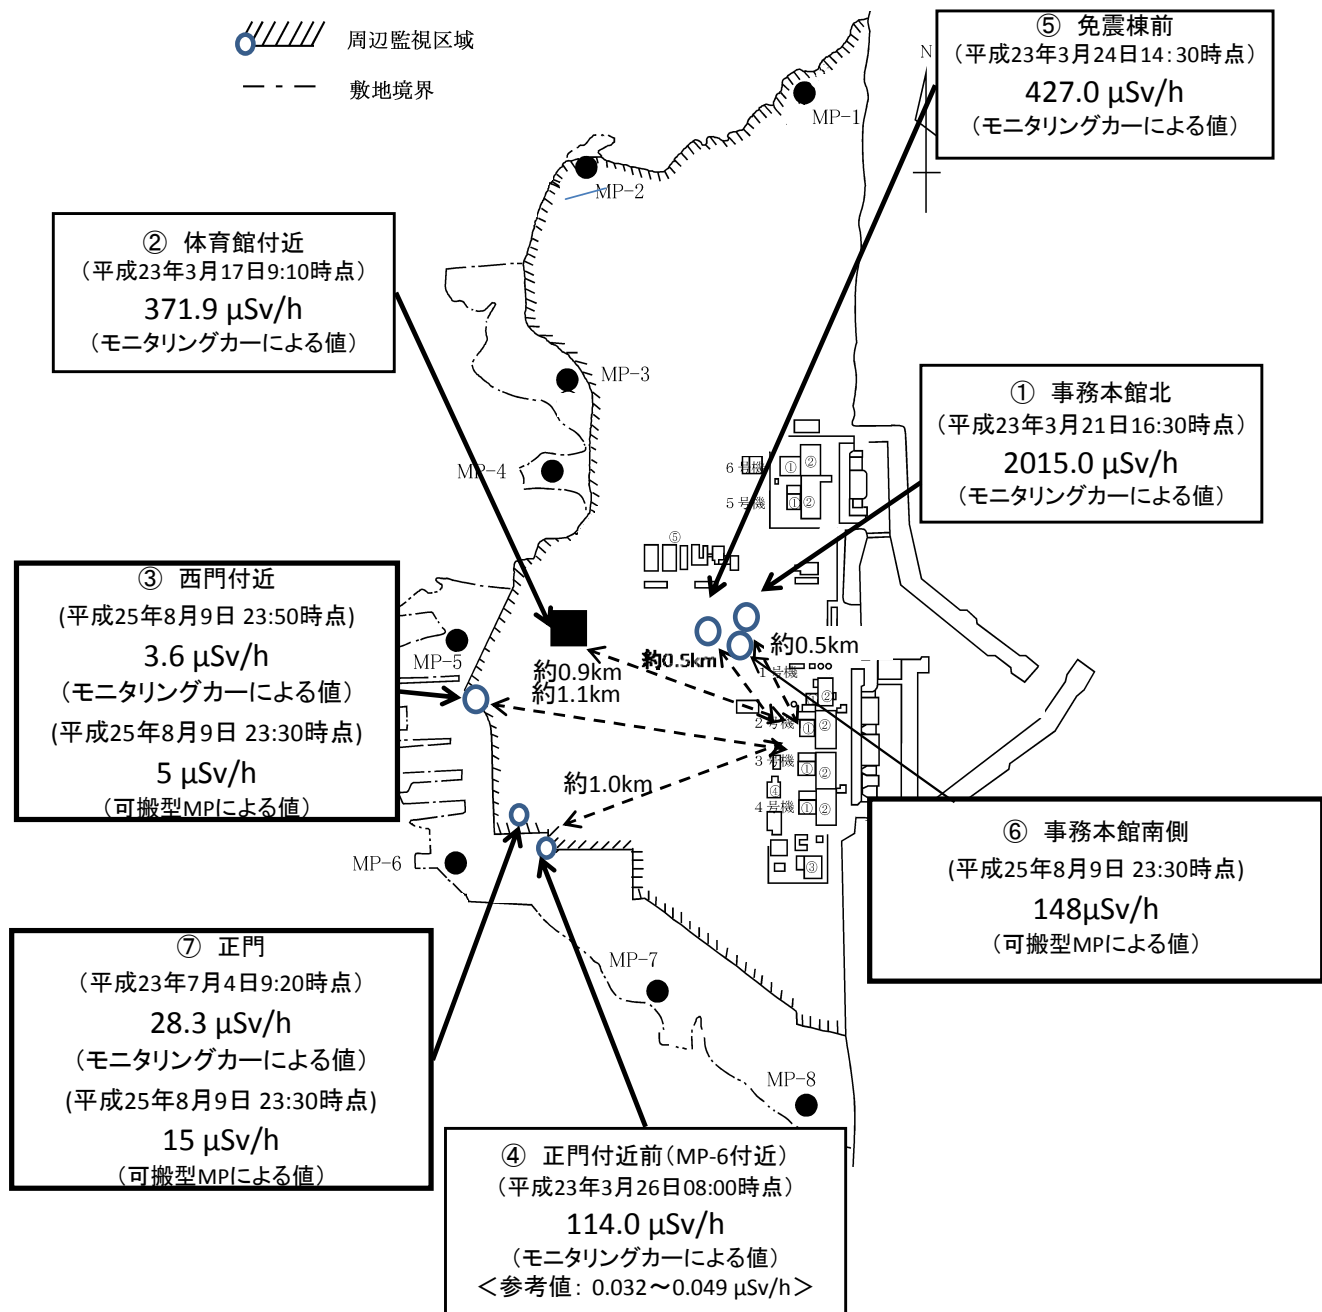 周辺監視区域
敷地境界
⑤ 免震棟前
(平成23年3月24日14:30時点)
427.0 μSv/h
(モニタリングカーによる値)
N
MP-1
MP-2
② 体育館付近
(平成23年3月17日9:10時点)
371.9 μSv/h
(モニタリングカーによる値)
MP-3
MP-4
① 事務本館北
(平成23年3月21日16:30時点)
2015.0 μSv/h
(モニタリングカーによる値)
6号機
①
②
5号機
①
②
⑤
③ 西門付近
(平成25年8月9日 23:50時点)
3.6 μSv/h
(モニタリングカーによる値)
(平成25年8月9日 23:30時点)
5 μSv/h
(可搬型MPによる値)
MP-5
約0.9km
約1.1km
約0.5km
約0.5km
1号機
②
2号機
①
②
3号機
①
②
④
4号機
①
②
③
約1.0km
MP-6
⑥ 事務本館南側
(平成25年8月9日 23:30時点)
148μSv/h
(可搬型MPによる値)
⑦ 正門
(平成23年7月4日9:20時点)
28.3 μSv/h
(モニタリングカーによる値)
(平成25年8月9日 23:30時点)
15 μSv/h
(可搬型MPによる値)
MP-7
MP-8
④ 正門付近前(MP-6付近)
(平成23年3月26日08:00時点)
114.0 μSv/h
(モニタリングカーによる値)
<参考値: 0.032~0.049 μSv/h>